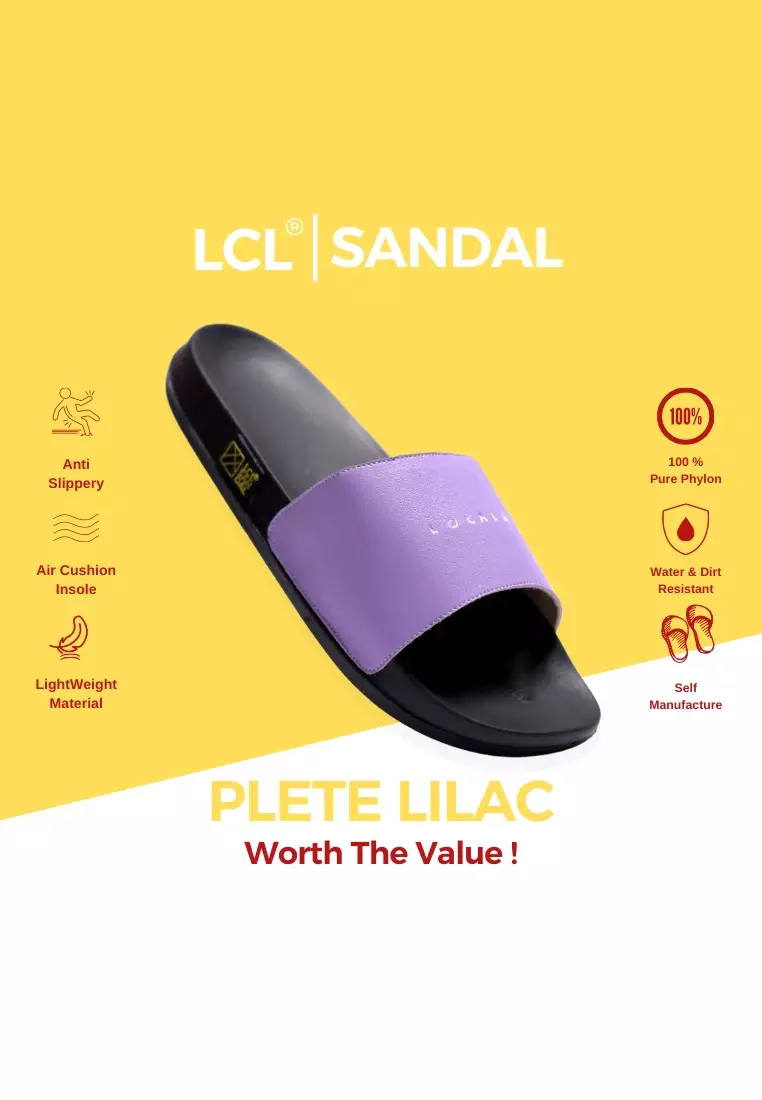 LCL® | SANDAL
Anti
Slippery
Air Cushion
Insole
LightWeight
Material
100%
100 %
Pure Phylon
Water & Dirt
Resistant
Self
Manufacture
PLETE LILAC
Worth The Value !